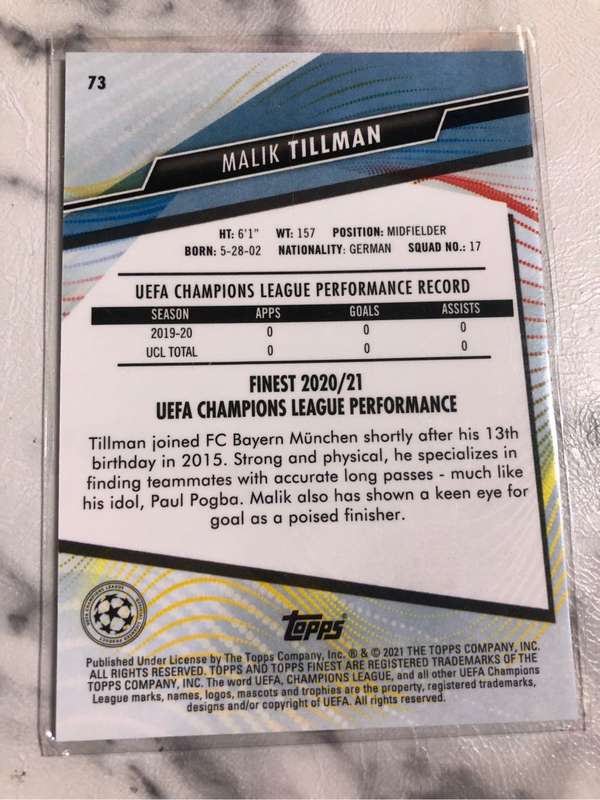 73
MALIK TILLMAN
HT: 6'1" WT: 157 POSITION: MIDFIELDER
BORN: 5-28-02 NATIONALITY: GERMAN SQUAD NO.: 17
UEFA CHAMPIONS LEAGUE PERFORMANCE RECORD
SEASON APPS GOALS ASSISTS
2019-20 0 0 0
UCL TOTAL 0 0 0
FINEST 2020/21
UEFA CHAMPIONS LEAGUE PERFORMANCE
Tillman joined FC Bayern München shortly after his 13th
birthday in 2015. Strong and physical, he specializes in
finding teammates with accurate long passes - much like
his idol, Paul Pogba. Malik also has shown a keen eye for
goal as a poised finisher.
topps
Published Under License by The Topps Company, Inc. ® & © 2021 THE TOPPS COMPANY, INC.
ALL RIGHTS RESERVED. TOPPS AND TOPPS FINEST ARE REGISTERED TRADEMARKS OF THE
TOPPS COMPANY, INC. The word UEFA, CHAMPIONS LEAGUE, and all other UEFA Champions
League marks, names, logos, mascots and trophies are the property, registered trademarks,
designs and/or copyright of UEFA. All rights reserved.